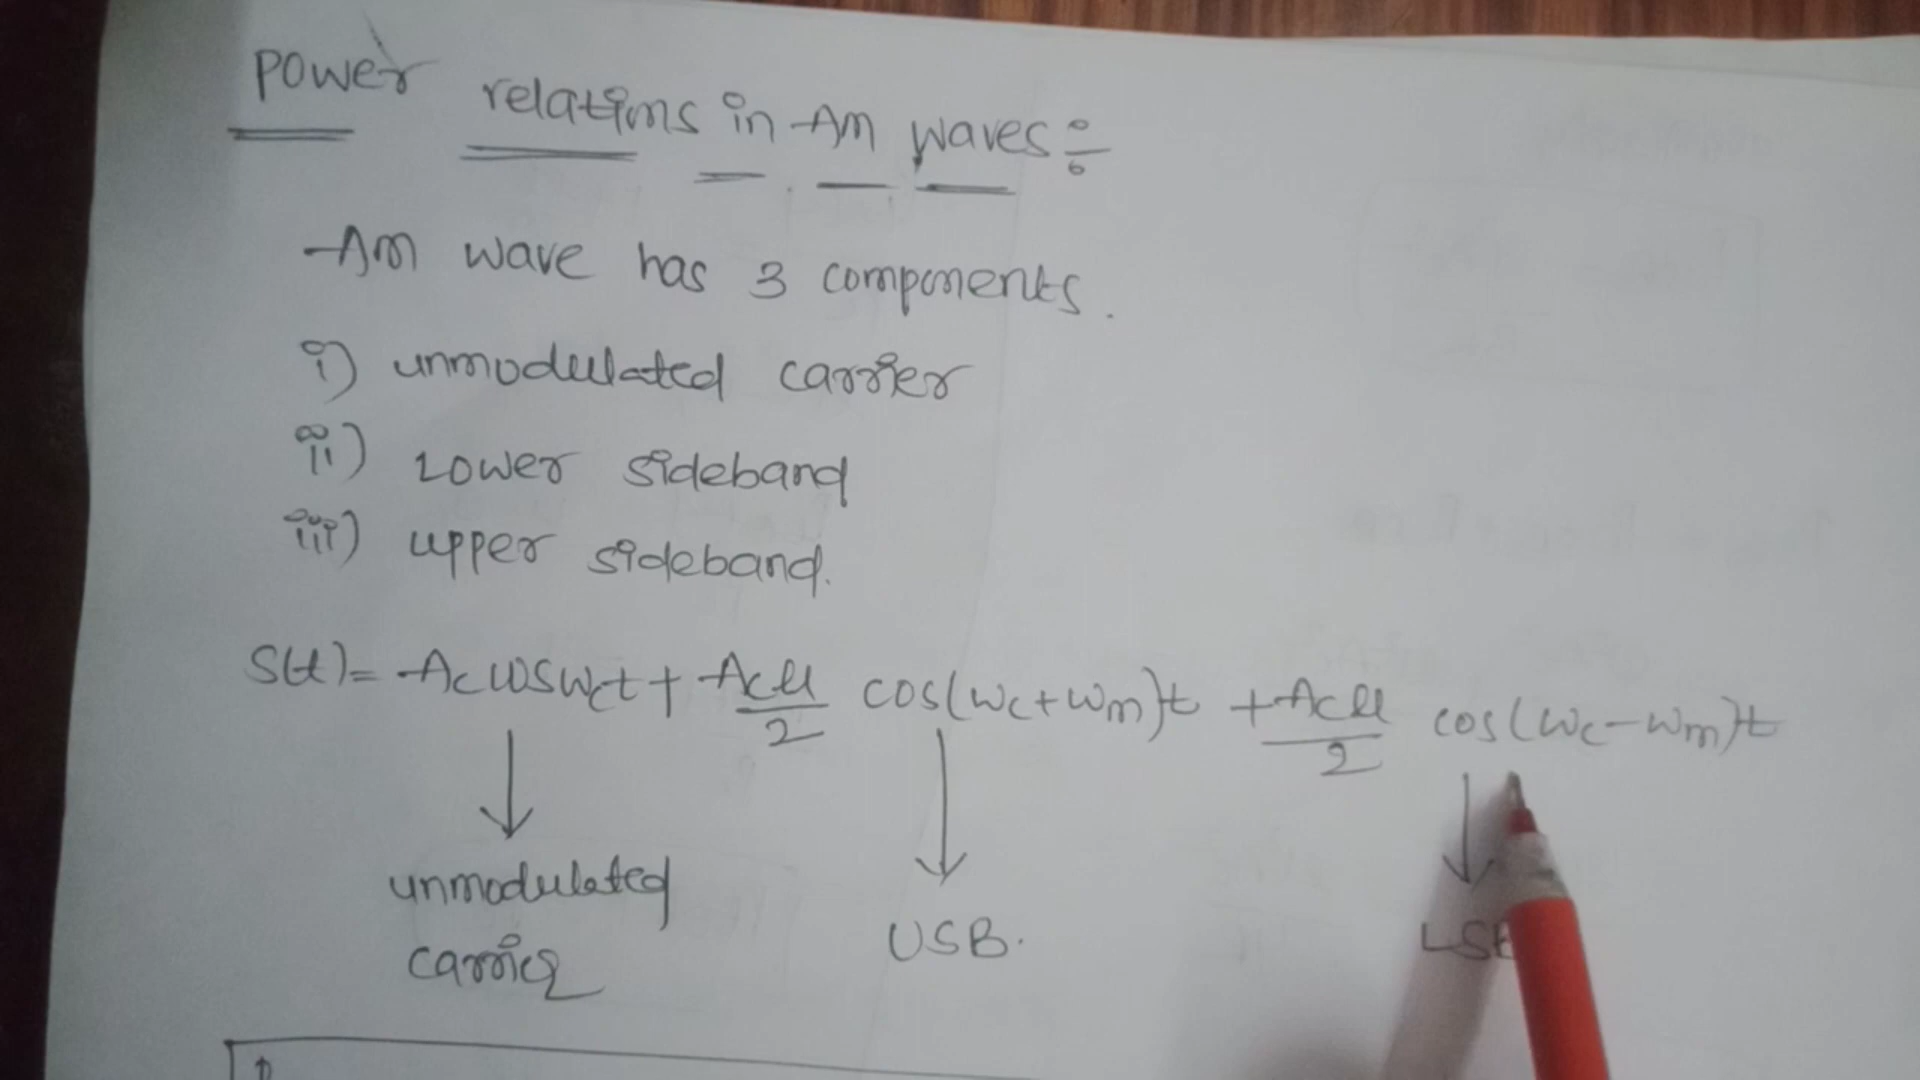 power relations in Am waves:
Am wave has 3 components.
i) unmodulated carrier
ii) Lower sideband
iii) upper sideband.
S(t) = Ac cos wct + Acμ/2 cos(wc+wm)t + Acμ/2 cos(wc-wm)t
unmodulated carrier
USB.
LSB